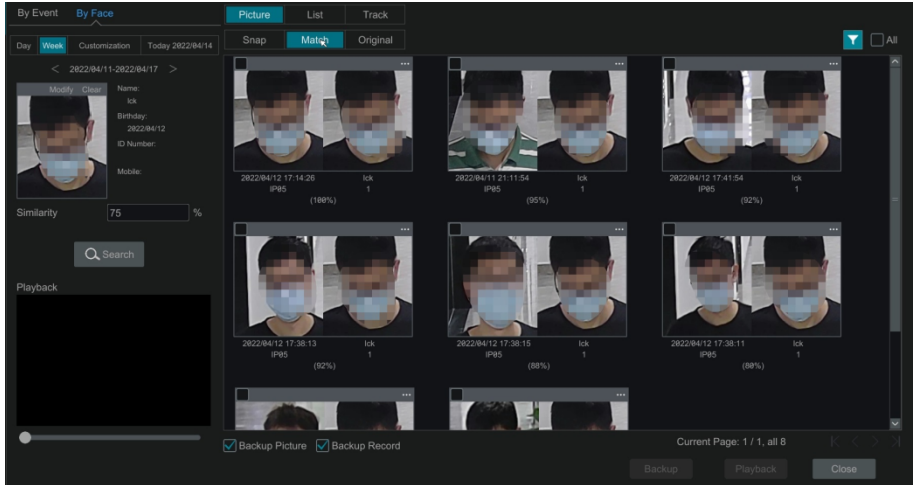 By Event By Face
Day Week Customization Today 2022/04/14
< 2022/04/11-2022/04/17 >
Modify Clear
Name:
lck
Birthday:
2022/04/12
ID Number:
Mobile:
Similarity 75 %
Search
Playback
Picture List Track
Snap Match Original
All
2022/04/12 17:14:26 lck
IP05 1
(100%)
2022/04/11 21:11:54 lck
IP05 1
(95%)
2022/04/12 17:41:54 lck
IP05 1
(92%)
2022/04/12 17:38:13 lck
IP05 1
(92%)
2022/04/12 17:38:15 lck
IP05 1
(88%)
2022/04/12 17:38:11 lck
IP05 1
(80%)
Backup Picture Backup Record
Current Page: 1 / 1, all 8
Backup Playback Close